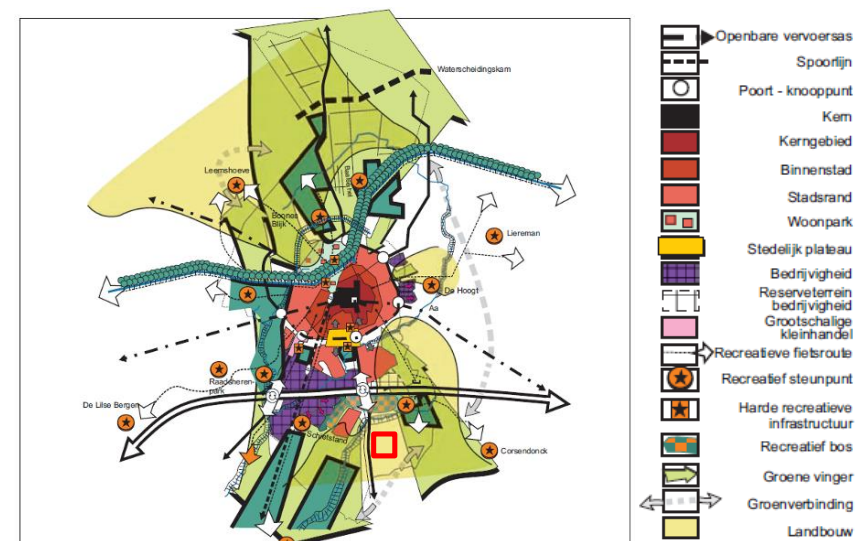 Waterscheidingskam
Leemshoeve
Bonnes
Blijk
Liereman
De Hoogt
Aa
Raadsheren-
park
De Lilse Bergen
Schietstand
Corsendonck
Openbare vervoersas
Spoorlijn
Poort - knooppunt
Kern
Kerngebied
Binnenstad
Stadsrand
Woonpark
Stedelijk plateau
Bedrijvigheid
Reserveterrein
bedrijvigheid
Grootschalige
kleinhandel
Recreatieve fietsroute
Recreatief steunpunt
Harde recreatieve
infrastructuur
Recreatief bos
Groene vinger
Groenverbinding
Landbouw